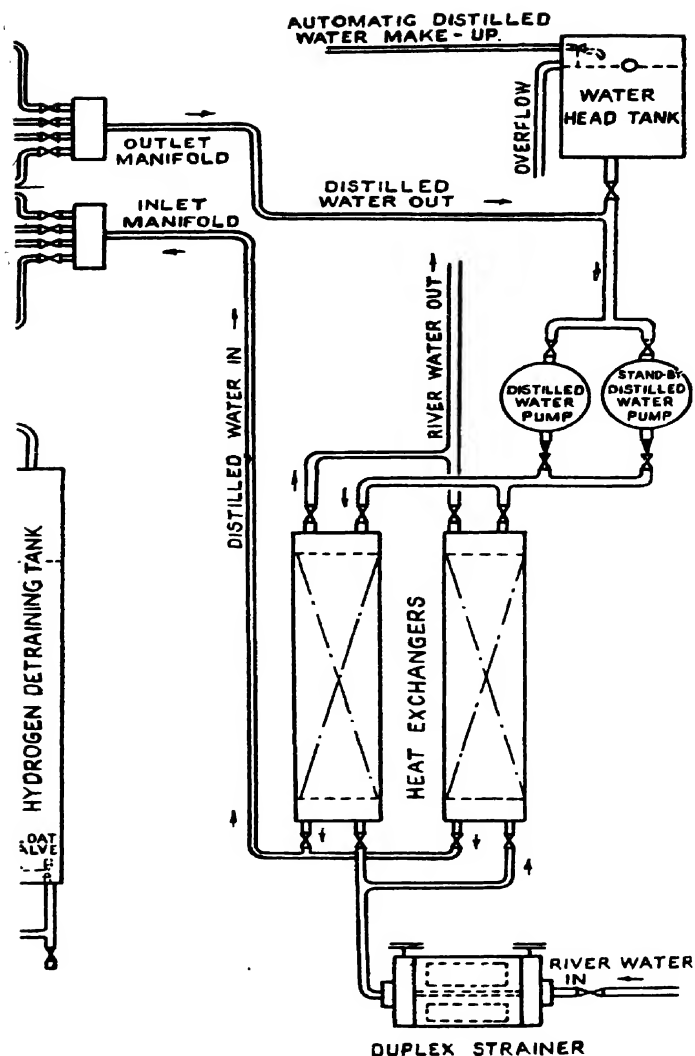 AUTOMATIC DISTILLED
WATER MAKE-UP.
WATER
HEAD TANK
OVERFLOW
OUTLET
MANIFOLD
DISTILLED
WATER OUT
INLET
MANIFOLD
RIVER WATER OUT
DISTILLED WATER IN
DISTILLED
WATER
PUMP
STAND-BY
DISTILLED
WATER
PUMP
HYDROGEN DETRAINING TANK
HEAT EXCHANGERS
OAT
LVE
RIVER WATER
IN
DUPLEX STRAINER